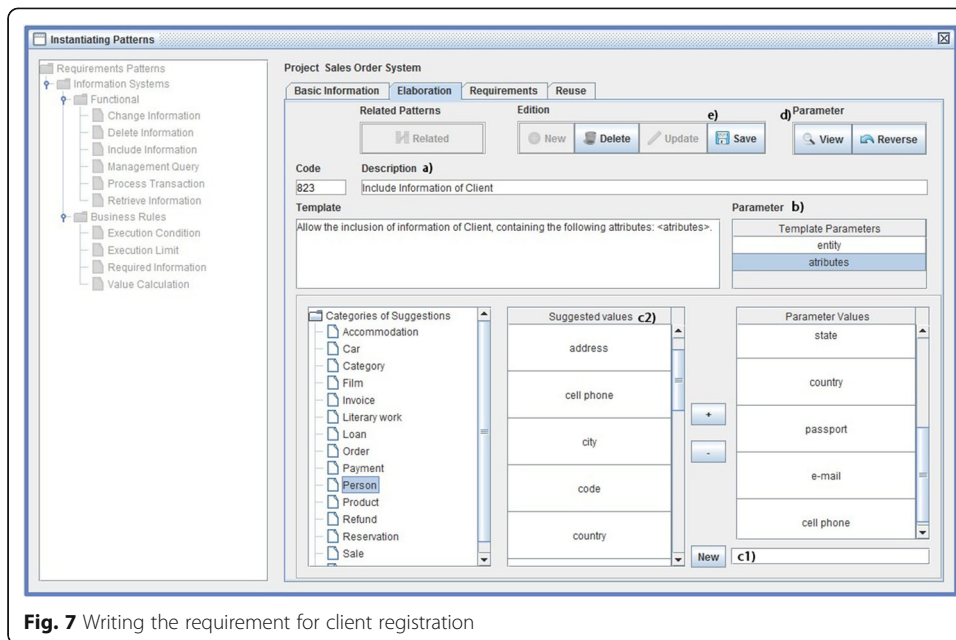 Instantiating Patterns
Requirements Patterns
Information Systems
Functional
Change Information
Delete Information
Include Information
Management Query
Process Transaction
Retrieve Information
Business Rules
Execution Condition
Execution Limit
Required Information
Value Calculation
Project Sales Order System
Basic Information Elaboration Requirements Reuse
Related Patterns Edition e) d) Parameter
Related New Delete Update Save View Reverse
Code Description a)
823 Include Information of Client
Template Parameter b)
Allow the inclusion of information of Client, containing the following attributes: <atributes>.
Template Parameters
entity
atributes
Categories of Suggestions
Accommodation
Car
Category
Film
Invoice
Literary work
Loan
Order
Payment
Person
Product
Refund
Reservation
Sale
Suggested values c2)
address
cell phone
city
code
country
+
-
Parameter Values
state
country
passport
e-mail
cell phone
New c1)
Fig. 7 Writing the requirement for client registration